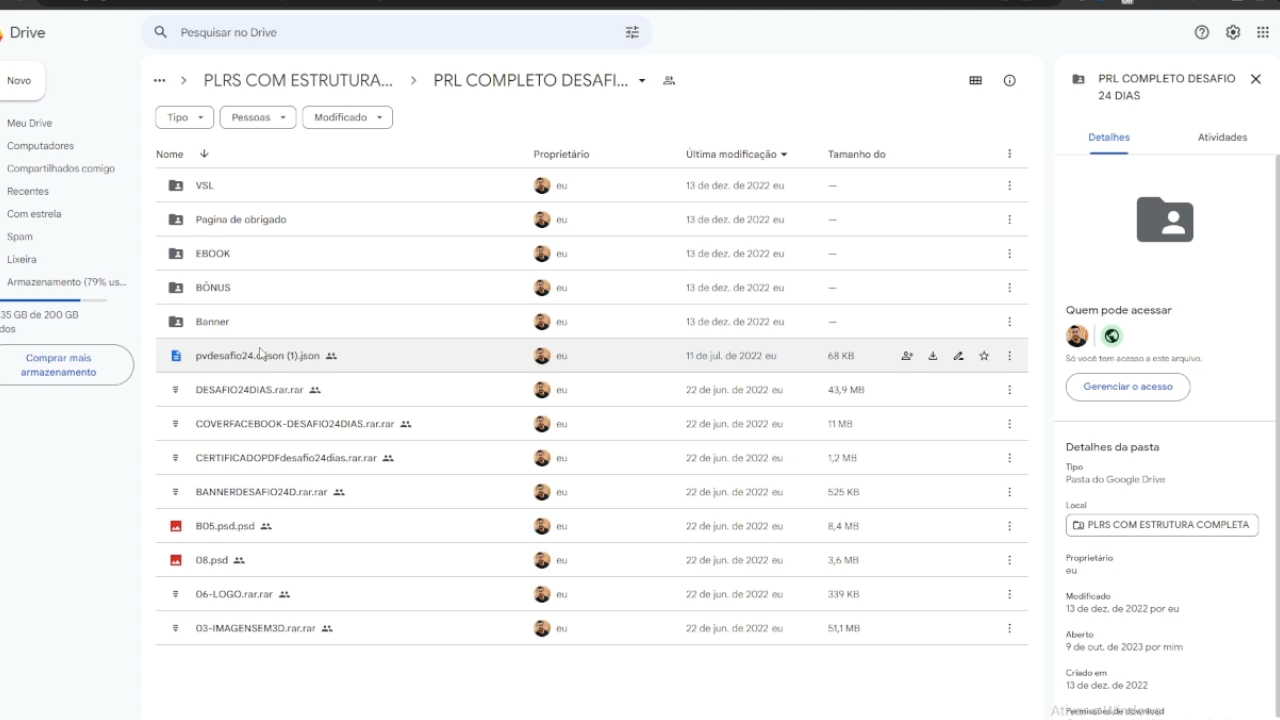 Drive
Pesquisar no Drive
Novo
Meu Drive
Computadores
Compartilhados comigo
Recentes
Com estrela
Spam
Lixeira
Armazenamento (79% us...
35 GB de 200 GB
dos
Comprar mais
armazenamento
PLRS COM ESTRUTURA... PRL COMPLETO DESAFI...
Tipo Pessoas Modificado
Nome Proprietário Última modificação Tamanho do
VSL eu 13 de dez. de 2022 eu —
Pagina de obrigado eu 13 de dez. de 2022 eu —
EBOOK eu 13 de dez. de 2022 eu —
BÔNUS eu 13 de dez. de 2022 eu —
Banner eu 13 de dez. de 2022 eu —
json (1).json eu 11 de jul. de 2022 eu 68 KB
DESAFIO24DIAS.rar.rar eu 22 de jun. de 2022 eu 43,9 MB
COVERFACEBOOK-DESAFIO24DIAS.rar.rar eu 22 de jun. de 2022 eu 11 MB
CERTIFICADOPDFdesafio24dias.rar.rar eu 22 de jun. de 2022 eu 1,2 MB
BANNERDESAFIO24D.rar.rar eu 22 de jun. de 2022 eu 525 KB
B05.psd.psd eu 22 de jun. de 2022 eu 8,4 MB
08.psd eu 22 de jun. de 2022 eu 3,6 MB
06-LOGO.rar.rar eu 22 de jun. de 2022 eu 339 KB
03-IMAGENSEM3D.rar.rar eu 22 de jun. de 2022 eu 51,1 MB
PRL COMPLETO DESAFIO
24 DIAS
Detalhes Atividades
Quem pode acessar
Só você tem acesso a este arquivo.
Gerenciar o acesso
Detalhes da pasta
Tipo
Pasta do Google Drive
Local
PLRS COM ESTRUTURA COMPLETA
Proprietário
eu
Modificado
13 de dez. de 2022 por eu
Aberto
9 de out. de 2023 por mim
Criado em
13 de dez. de 2022
Permissões de download